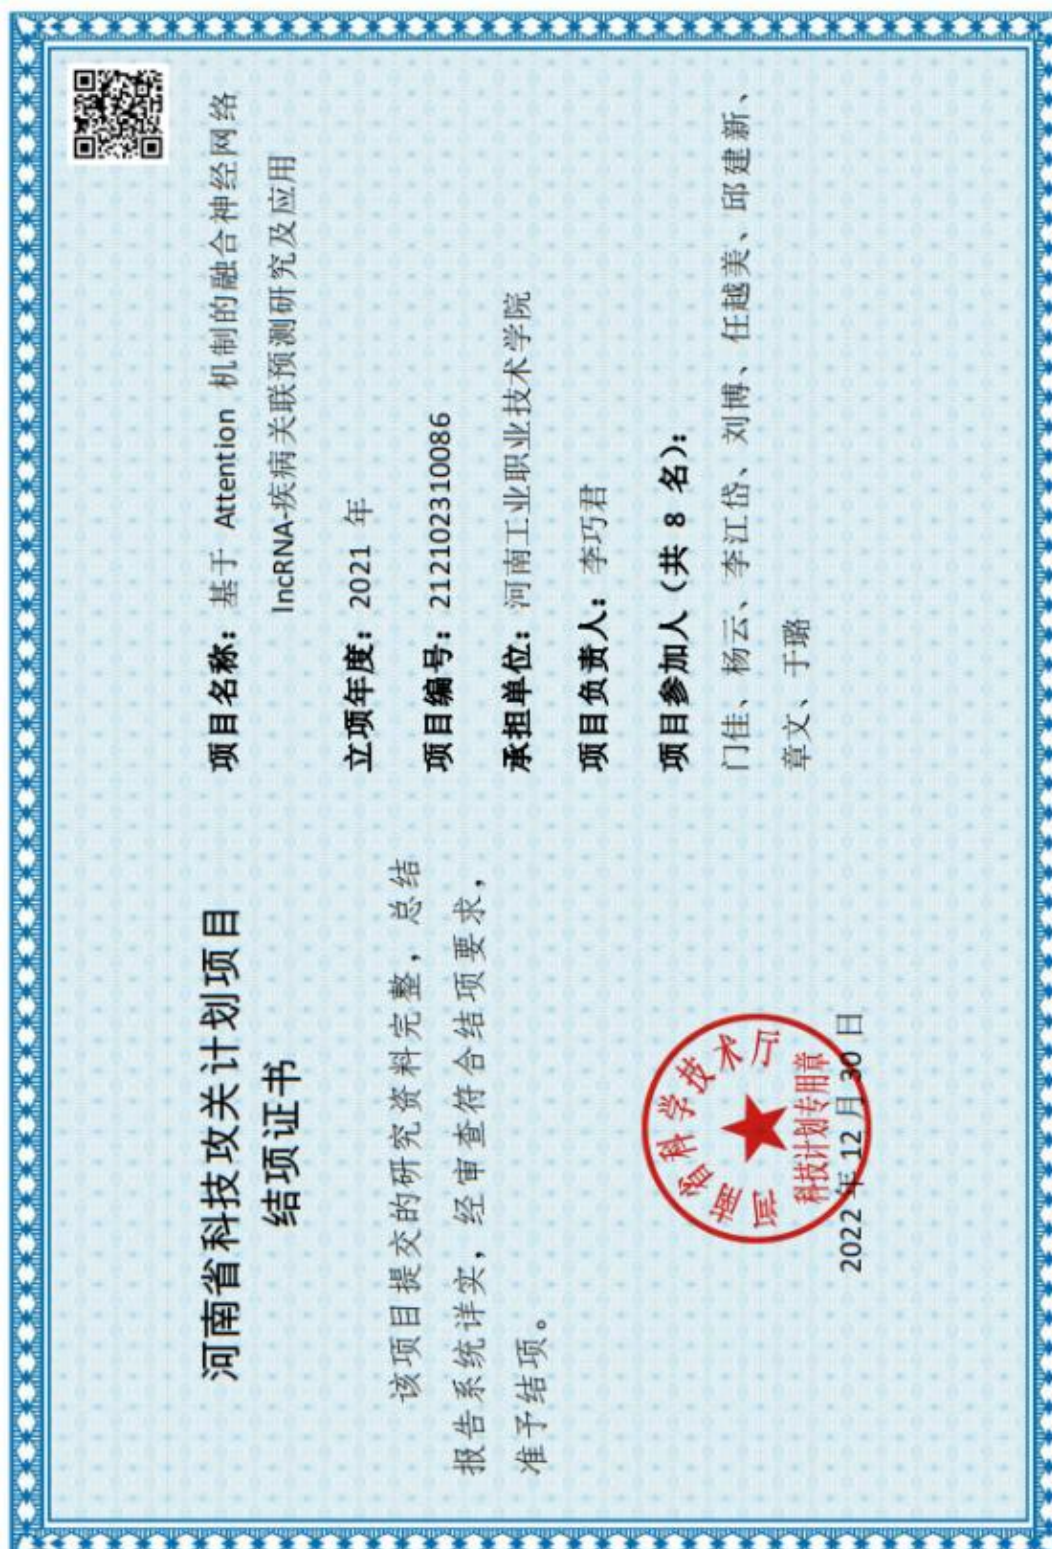 河南省科技攻关计划项目
结项证书
该项目提交的研究资料完整，总结
报告系统详实，经审查符合结项要求，
准予结项。
河南省科学技术厅
科技计划专用章
2022 年 12 月 30 日
项目名称：基于 Attention 机制的融合神经网络
lncRNA-疾病关联预测研究及应用
立项年度：2021 年
项目编号：212102310086
承担单位：河南工业职业技术学院
项目负责人：李巧君
项目参加人（共 8 名）：
门佳、杨云、李江岱、刘博、任越美、邱建新、
章文、于璐